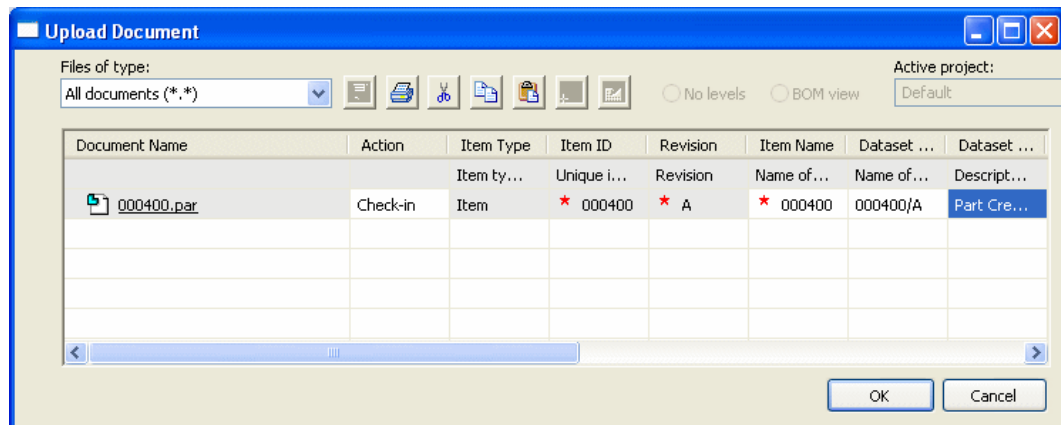 Upload Document
Files of type:
Active project:
All documents (*.*)
No levels
BOM view
Default
Document Name Action Item Type Item ID Revision Item Name Dataset ... Dataset ...
Item ty... Unique i... Revision Name of... Name of... Descript...
000400.par Check-in Item * 000400 * A * 000400 000400/A Part Cre...
OK Cancel